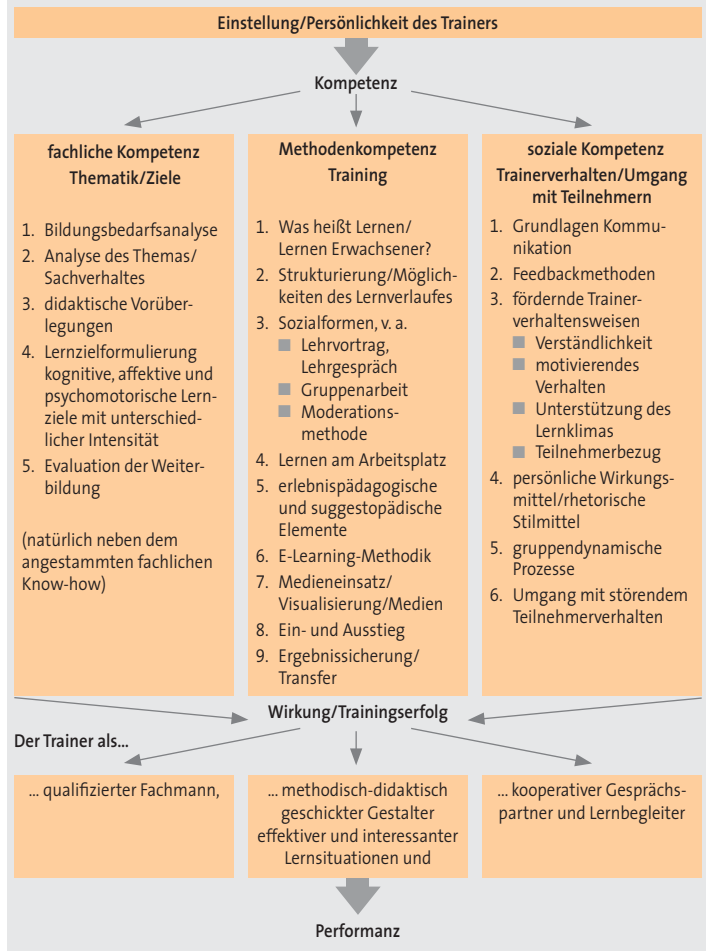 Einstellung/Persönlichkeit des Trainers
Kompetenz
fachliche Kompetenz
Thematik/Ziele
1. Bildungsbedarfsanalyse
2. Analyse des Themas/
Sachverhaltes
3. didaktische Vorüber-
legungen
4. Lernzielformulierung
kognitive, affektive und
psychomotorische Lern-
ziele mit unterschied-
licher Intensität
5. Evaluation der Weiter-
bildung
(natürlich neben dem
angestammten fachlichen
Know-how)
Methodenkompetenz
Training
1. Was heißt Lernen/
Lernen Erwachsener?
2. Strukturierung/Möglich-
keiten des Lernverlaufes
3. Sozialformen, v. a.
■ Lehrvortrag,
Lehrgespräch
■ Gruppenarbeit
■ Moderations-
methode
4. Lernen am Arbeitsplatz
5. erlebnispädagogische
und suggestopädische
Elemente
6. E-Learning-Methodik
7. Medieneinsatz/
Visualisierung/Medien
8. Ein- und Ausstieg
9. Ergebnissicherung/
Transfer
soziale Kompetenz
Trainerverhalten/Umgang
mit Teilnehmern
1. Grundlagen Kommu-
nikation
2. Feedbackmethoden
3. fördernde Trainer-
verhaltensweisen
■ Verständlichkeit
■ motivierendes
Verhalten
■ Unterstützung des
Lernklimas
■ Teilnehmerbezug
4. persönliche Wirkungs-
mittel/rhetorische
Stilmittel
5. gruppendynamische
Prozesse
6. Umgang mit störendem
Teilnehmerverhalten
Wirkung/Trainingserfolg
Der Trainer als...
... qualifizierter Fachmann,
... methodisch-didaktisch
geschickter Gestalter
effektiver und interessanter
Lernsituationen und
... kooperativer Gesprächs-
partner und Lernbegleiter
Performanz